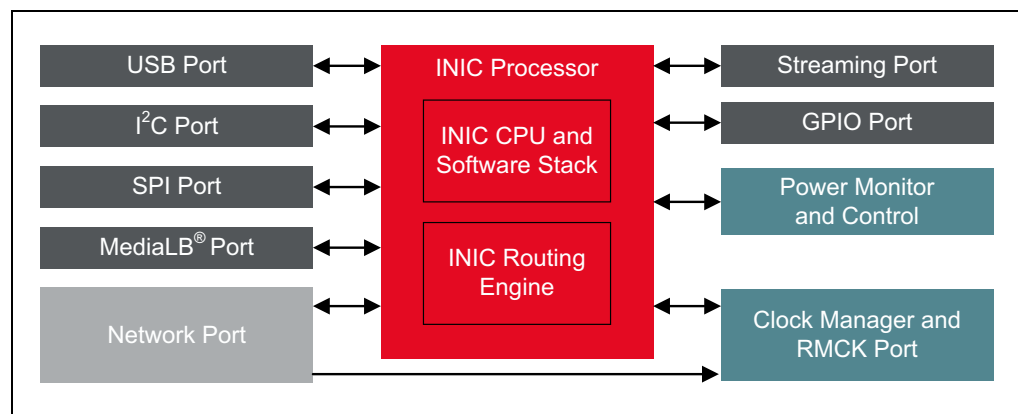 USB Port
I²C Port
SPI Port
MediaLB® Port
Network Port
INIC Processor
INIC CPU and
Software Stack
INIC Routing
Engine
Streaming Port
GPIO Port
Power Monitor
and Control
Clock Manager and
RMCK Port